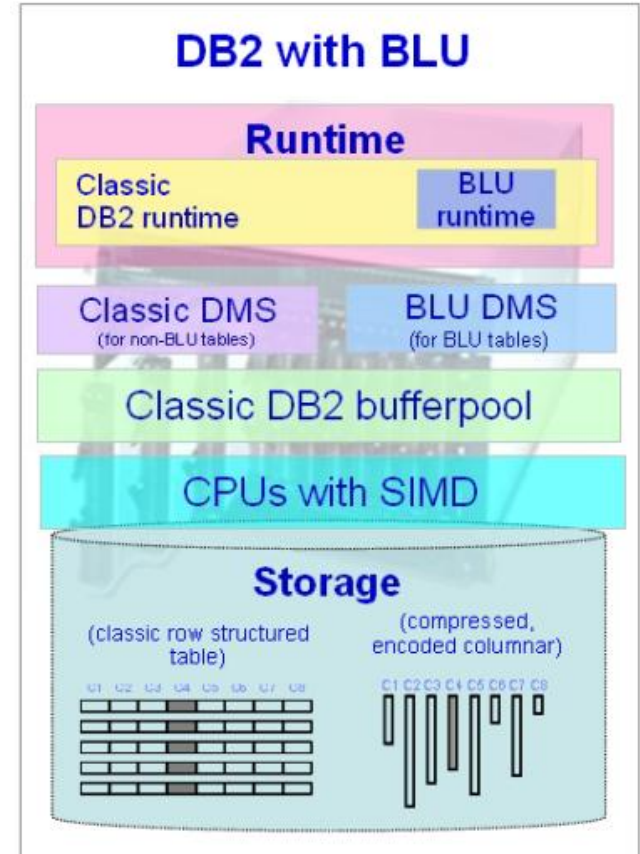 DB2 with BLU
Runtime
Classic
DB2 runtime
BLU
runtime
Classic DMS
(for non-BLU tables)
BLU DMS
(for BLU tables)
Classic DB2 bufferpool
CPUs with SIMD
Storage
(classic row structured
table)
(compressed,
encoded columnar)
C1 C2 C3 C4 C5 C6 C7 C8
C1 C2 C3 C4 C5 C6 C7 C8